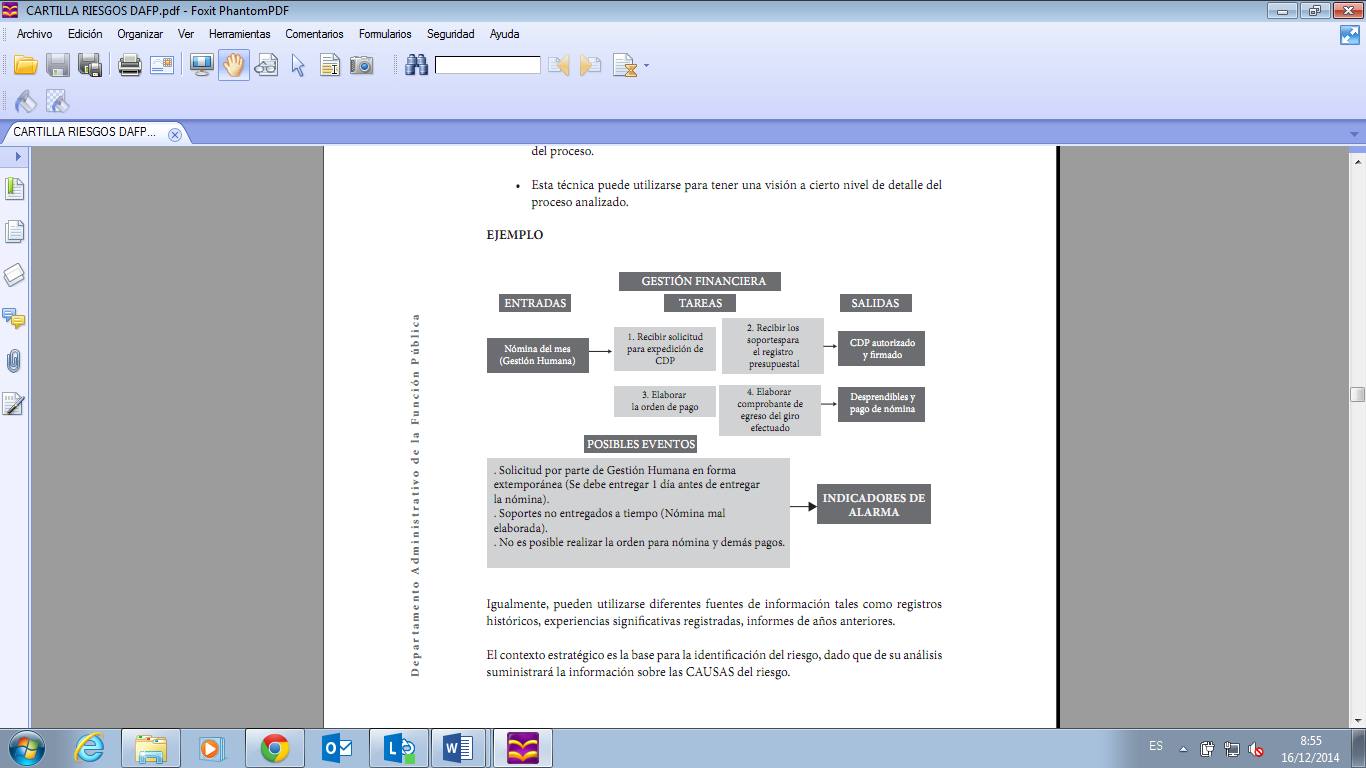 CARTILLA RIESGOS DAFP.pdf - Foxit PhantomPDF
Archivo Edición Organizar Ver Herramientas Comentarios Formularios Seguridad Ayuda
CARTILLA RIESGOS DAFP...
del proceso.
• Esta técnica puede utilizarse para tener una visión a cierto nivel de detalle del
proceso analizado.
EJEMPLO
GESTIÓN FINANCIERA
ENTRADAS
TAREAS
SALIDAS
Nómina del mes
(Gestión Humana)
1. Recibir solicitud
para expedición de
CDP
2. Recibir los
soportespara
el registro
presupuestal
CDP autorizado
y firmado
3. Elaborar
la orden de pago
4. Elaborar
comprobante de
egreso del giro
efectuado
Desprendibles y
pago de nómina
POSIBLES EVENTOS
. Solicitud por parte de Gestión Humana en forma
extemporánea (Se debe entregar 1 día antes de entregar
la nómina).
. Soportes no entregados a tiempo (Nómina mal
elaborada).
. No es posible realizar la orden para nómina y demás pagos.
INDICADORES DE
ALARMA
Departamento Administrativo de la Función Pública
Igualmente, pueden utilizarse diferentes fuentes de información tales como registros
históricos, experiencias significativas registradas, informes de años anteriores.
El contexto estratégico es la base para la identificación del riesgo, dado que de su análisis
suministrará la información sobre las CAUSAS del riesgo.
ES
8:55
16/12/2014